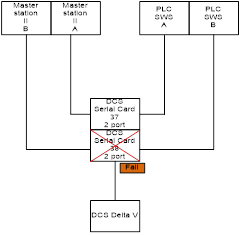 Master
station
II
B
Master
station
II
A
PLC
SWS
A
PLC
SWS
B
DCS
Serial Card
37
2 port
DCS
Serial Card
38
2 port
Fail
DCS Delta V